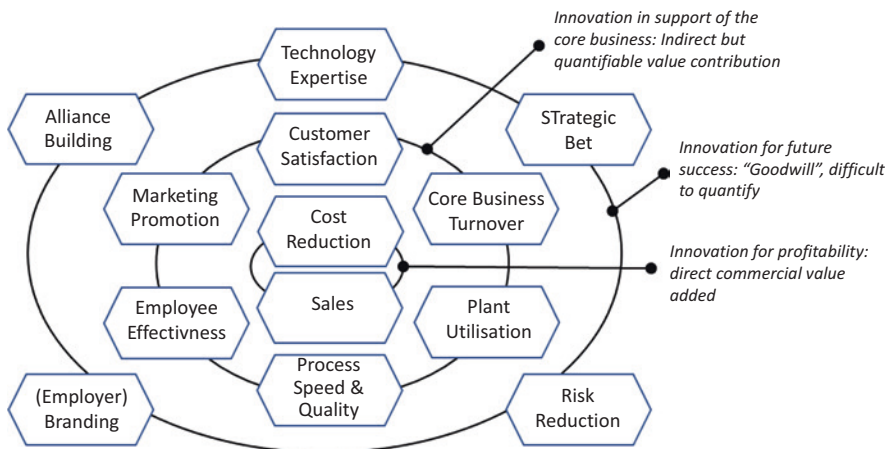 Innovation in support of the
core business: Indirect but
quantifiable value contribution
Technology
Expertise
Alliance
Building
Customer
Satisfaction
STrategic
Bet
Innovation for future
success: “Goodwill”, difficult
to quantify
Marketing
Promotion
Cost
Reduction
Core Business
Turnover
Innovation for profitability:
direct commercial value
added
Employee
Effectivness
Sales
Plant
Utilisation
Process
Speed &
Quality
(Employer)
Branding
Risk
Reduction